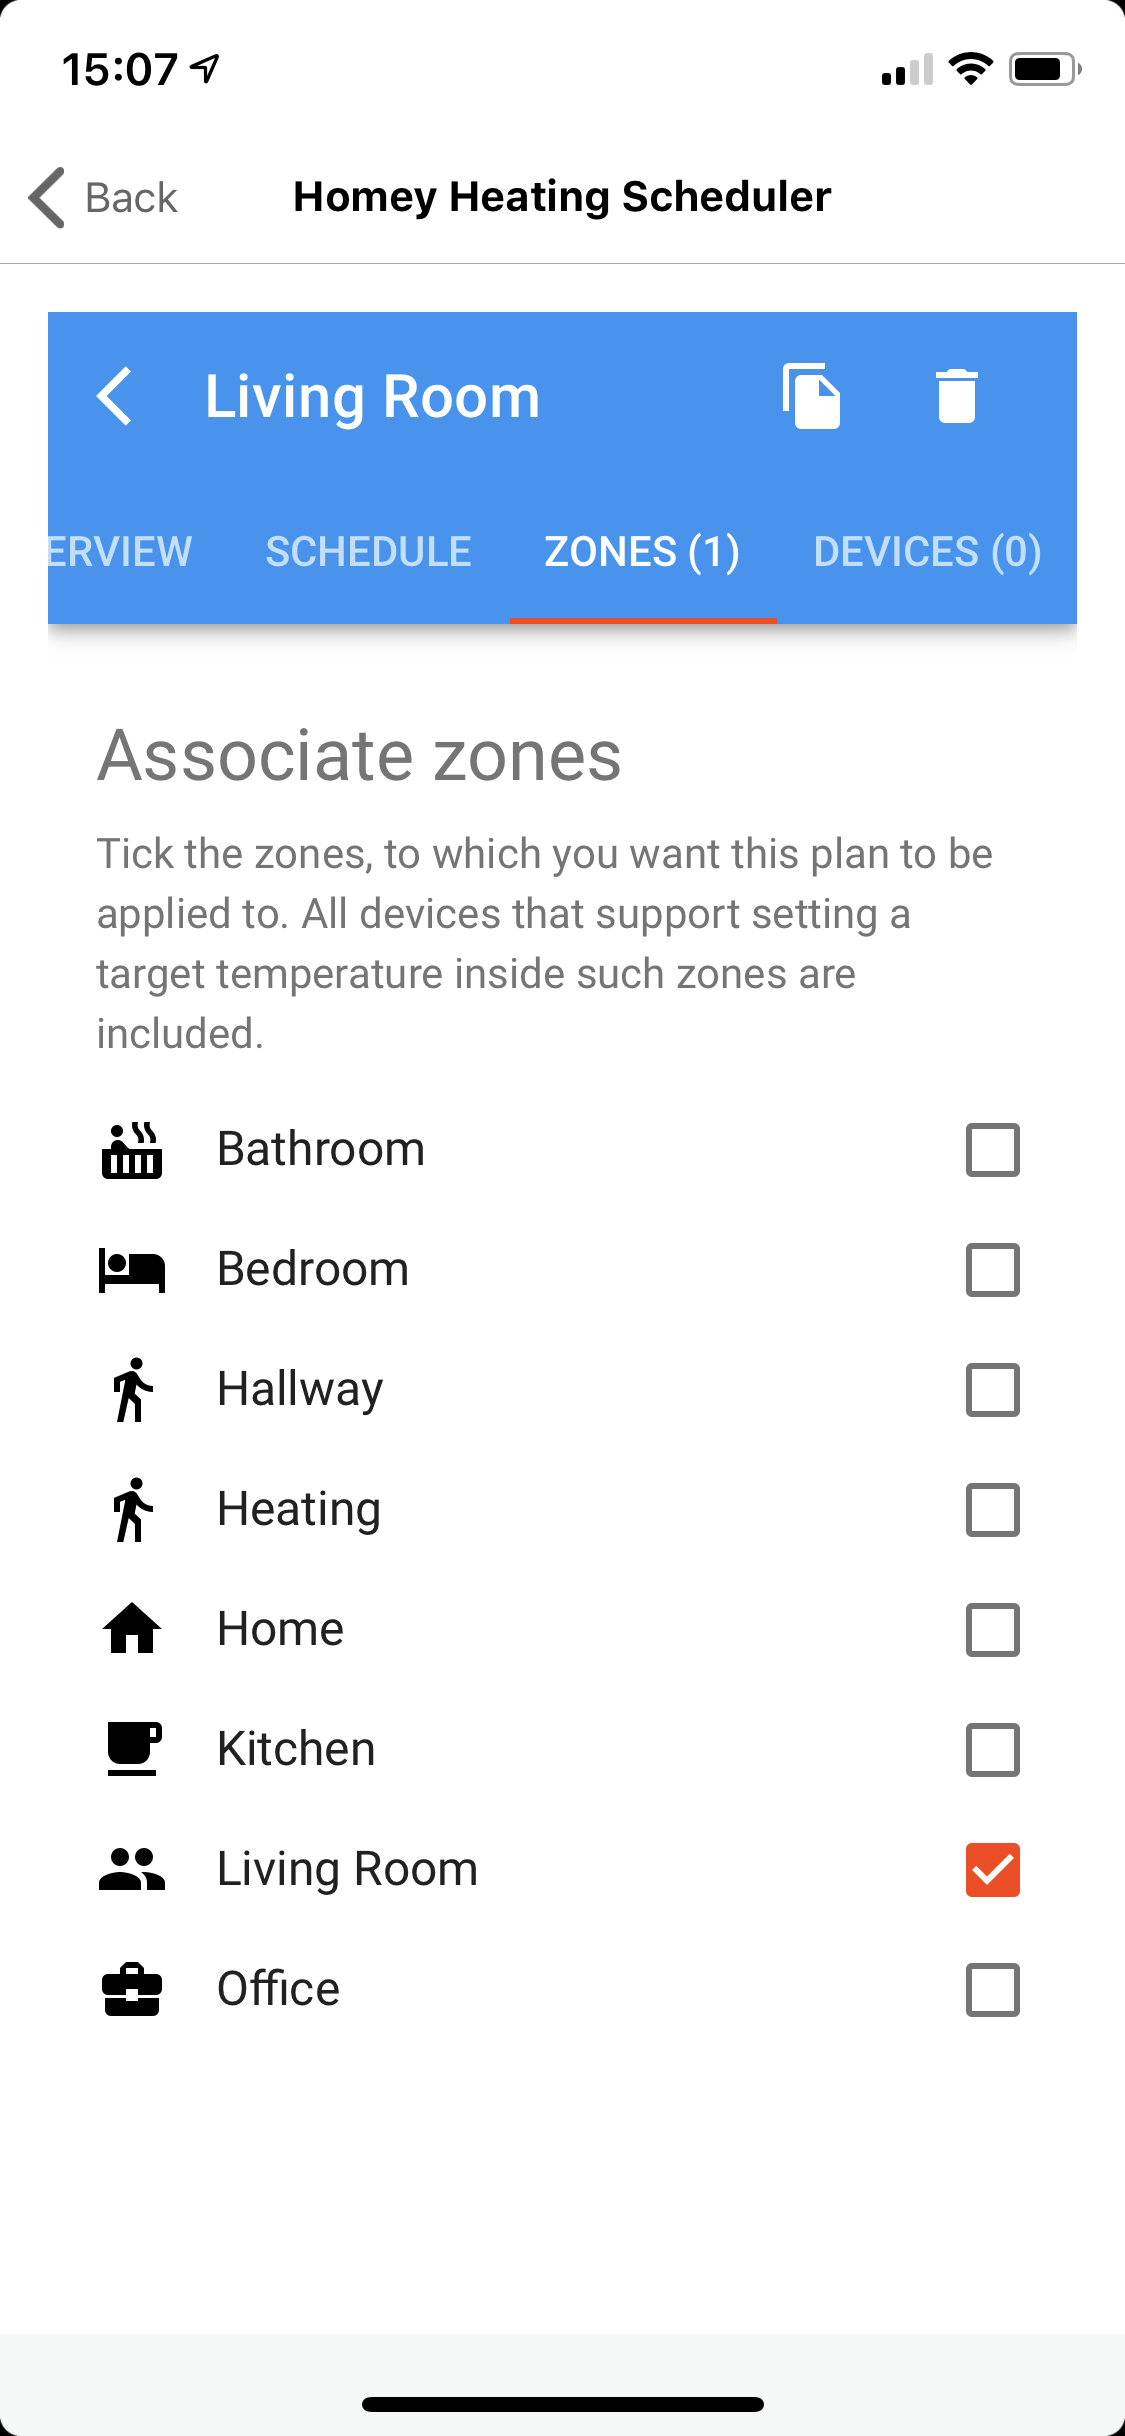 15:07
Back
Homey Heating Scheduler
Living Room
ERVIEW SCHEDULE ZONES (1) DEVICES (0)
Associate zones
Tick the zones, to which you want this plan to be
applied to. All devices that support setting a
target temperature inside such zones are
included.
Bathroom
Bedroom
Hallway
Heating
Home
Kitchen
Living Room
Office